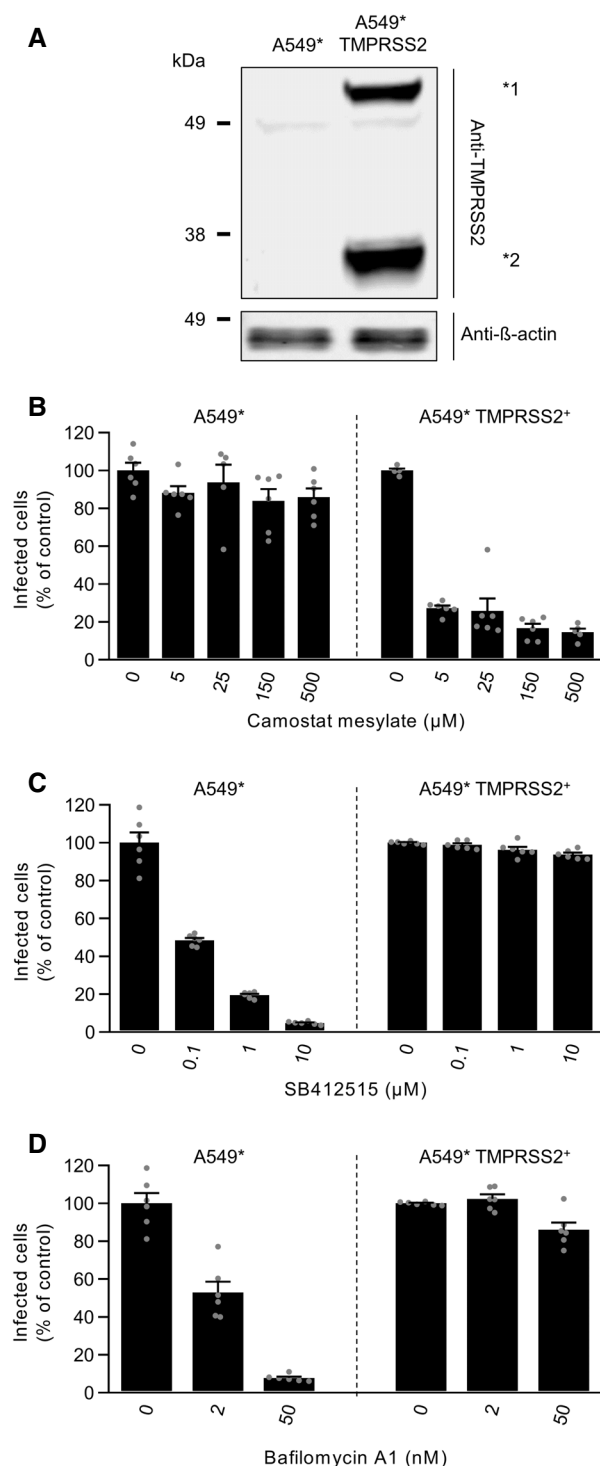 A
A549*
A549*
TMPRSS2
kDa
49
38
49
*1
*2
Anti-TMPRSS2
Anti-ß-actin
B
A549*
A549* TMPRSS2+
Infected cells
(% of control)
120
100
80
60
40
20
0
0 5 25 150 500 0 5 25 150 500
Camostat mesylate (µM)
C
A549*
A549* TMPRSS2+
Infected cells
(% of control)
120
100
80
60
40
20
0
0 0.1 1 10 0 0.1 1 10
SB412515 (µM)
D
A549*
A549* TMPRSS2+
Infected cells
(% of control)
120
100
80
60
40
20
0
0 2 50 0 2 50
Bafilomycin A1 (nM)